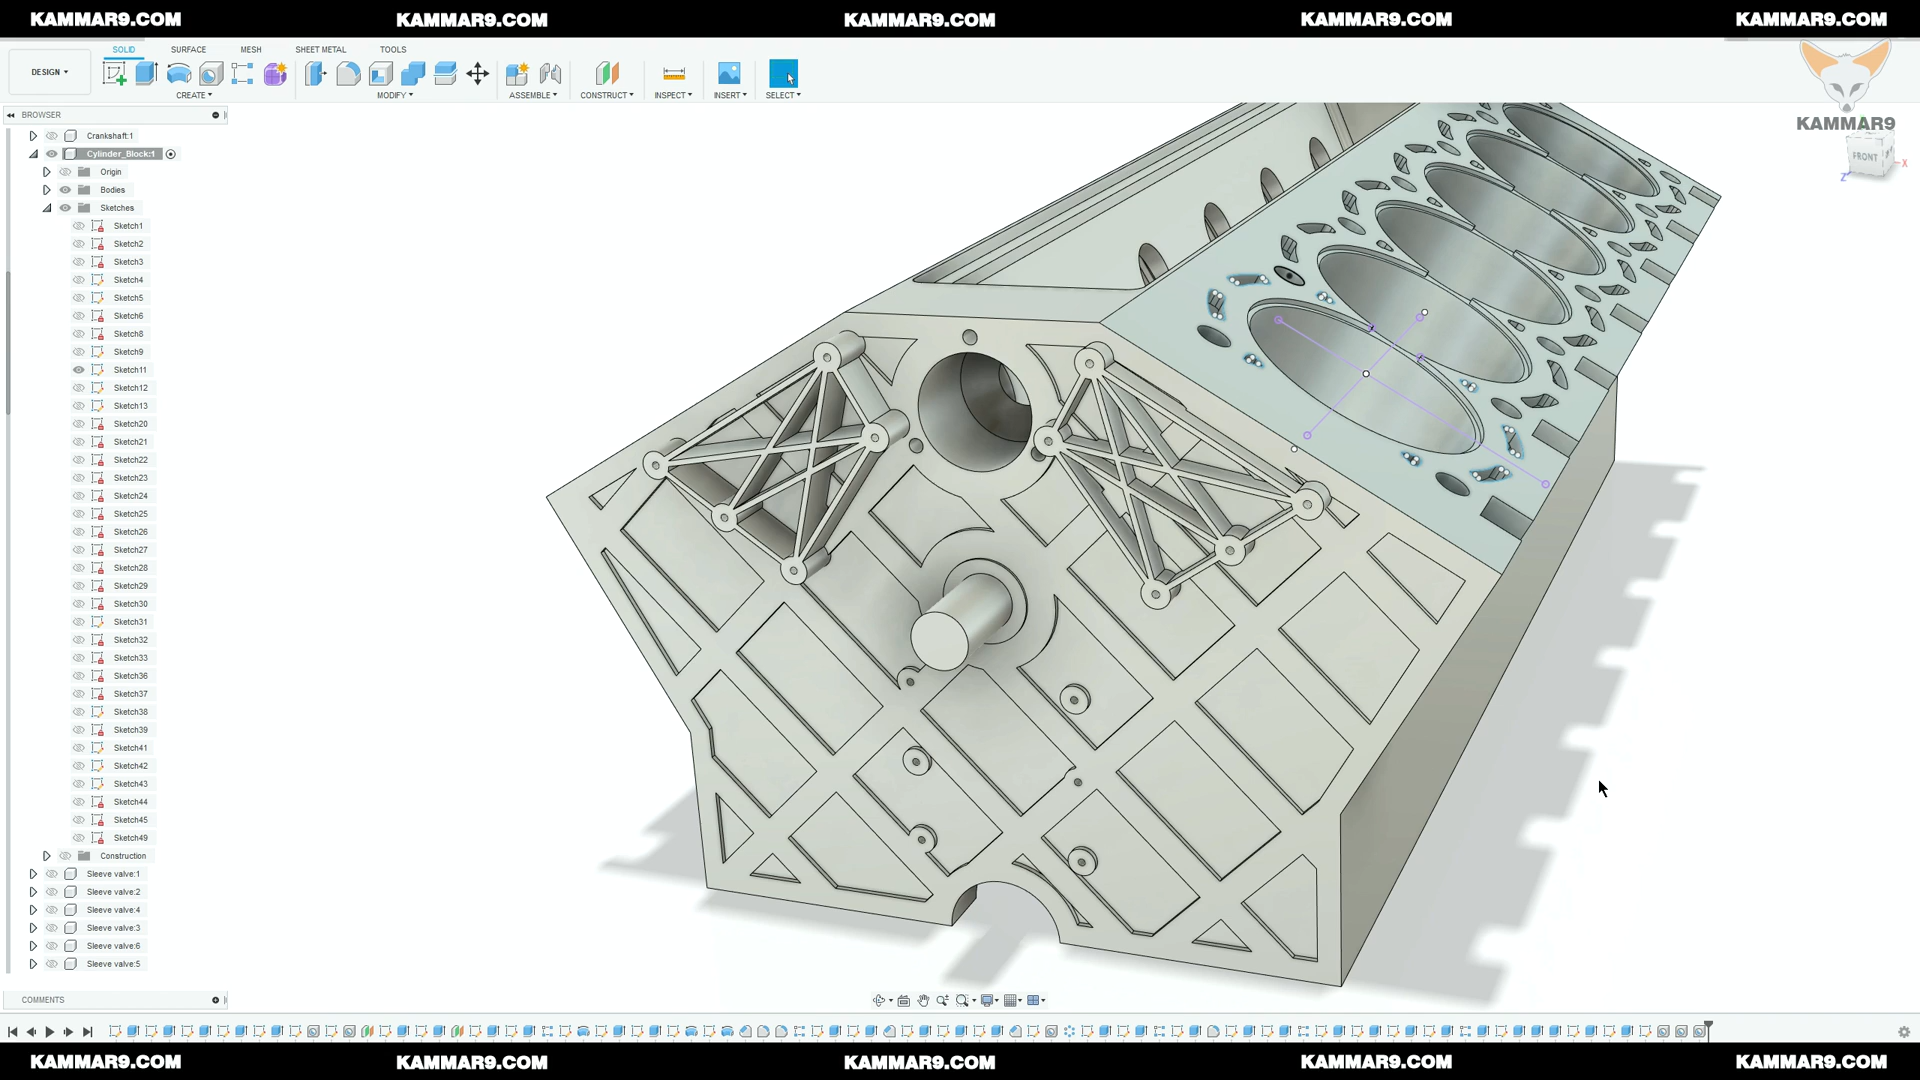 KAMMAR9.COM KAMMAR9.COM KAMMAR9.COM KAMMAR9.COM KAMMAR9.COM
SOLID SURFACE MESH SHEET METAL TOOLS
DESIGN
CREATE MODIFY ASSEMBLE CONSTRUCT INSPECT INSERT SELECT
KAMMAR9
FRONT
X
Z
BROWSER
Crankshaft:1
Cylinder_Block:1
Origin
Bodies
Sketches
Sketch1
Sketch2
Sketch3
Sketch4
Sketch5
Sketch6
Sketch8
Sketch9
Sketch11
Sketch12
Sketch13
Sketch20
Sketch21
Sketch22
Sketch23
Sketch24
Sketch25
Sketch26
Sketch27
Sketch28
Sketch29
Sketch30
Sketch31
Sketch32
Sketch33
Sketch36
Sketch37
Sketch38
Sketch39
Sketch41
Sketch42
Sketch43
Sketch44
Sketch45
Sketch49
Construction
Sleeve valve:1
Sleeve valve:2
Sleeve valve:4
Sleeve valve:3
Sleeve valve:6
Sleeve valve:5
COMMENTS
KAMMAR9.COM KAMMAR9.COM KAMMAR9.COM KAMMAR9.COM KAMMAR9.COM